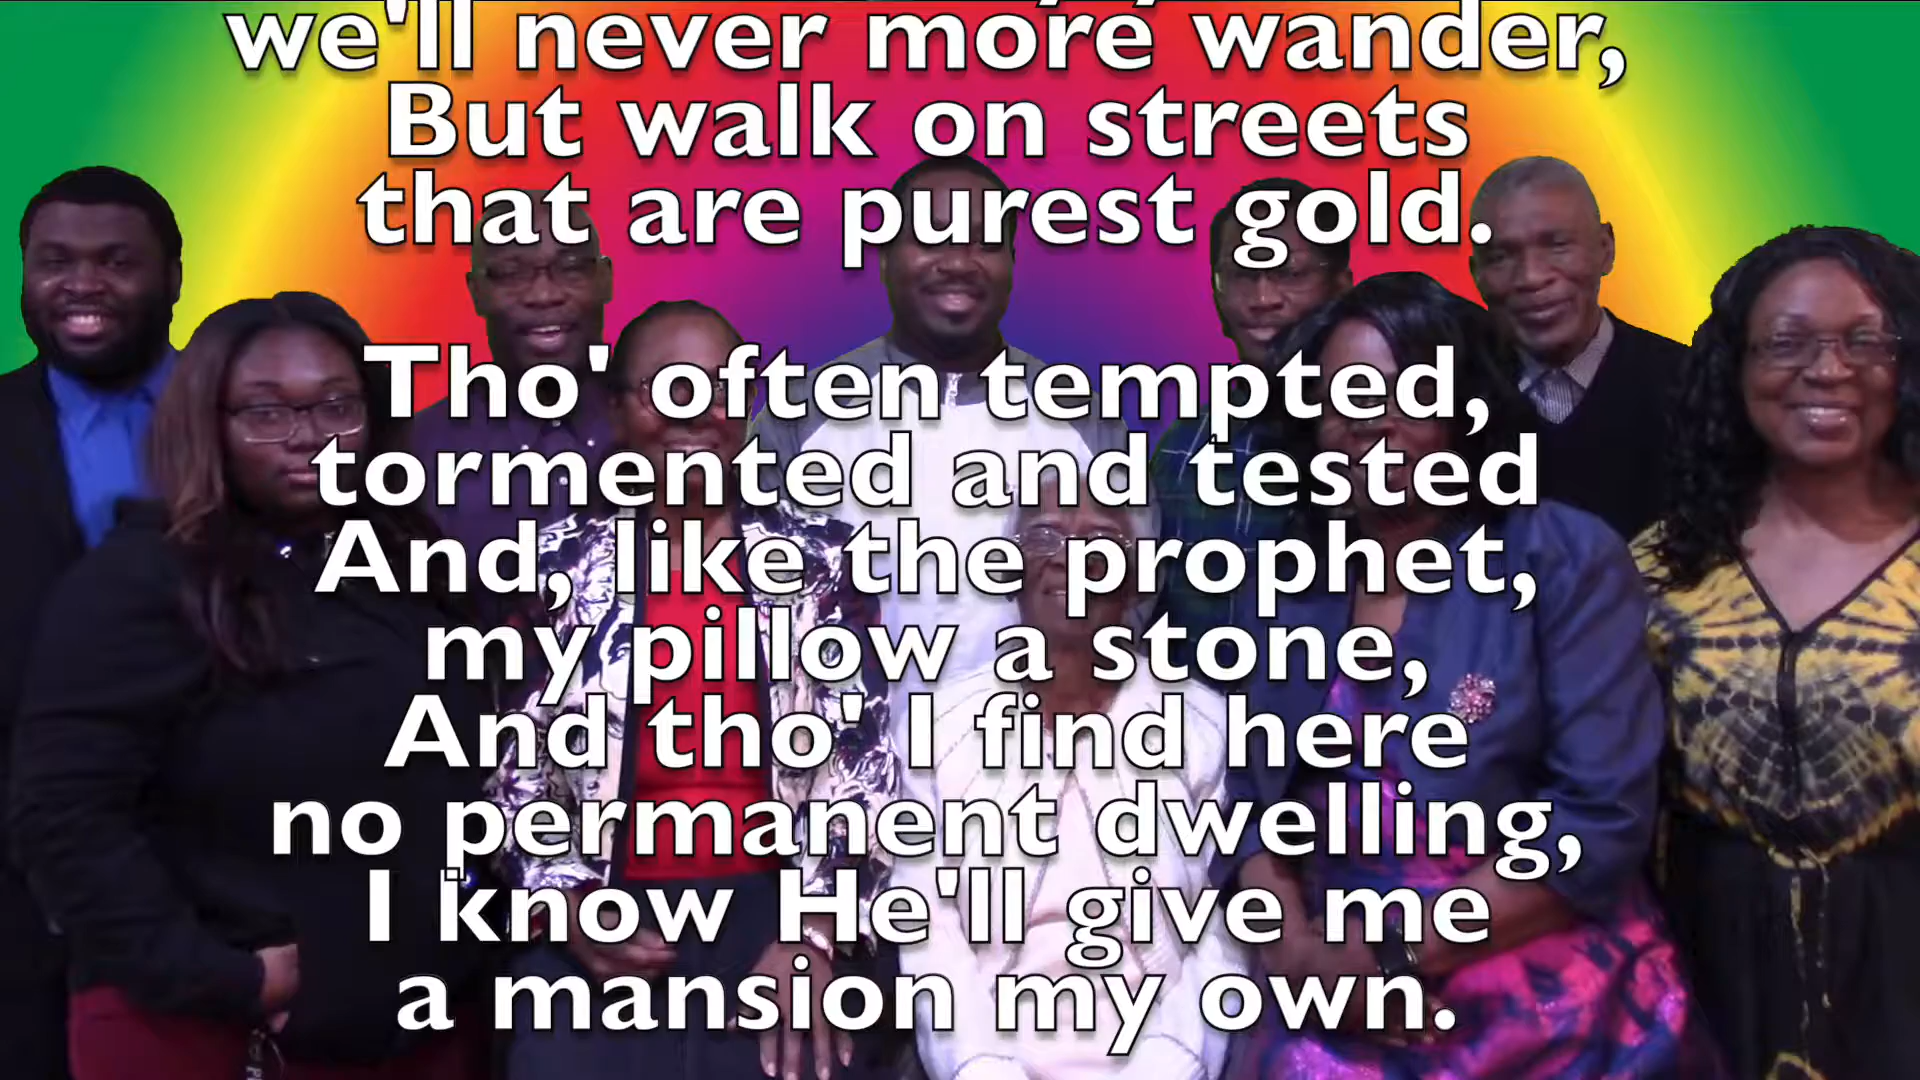 we'll never more wander,
But walk on streets
that are purest gold.
Tho' often tempted,
tormented and tested
And, like the prophet,
my pillow a stone,
And tho' I find here
no permanent dwelling,
I know He'll give me
a mansion my own.